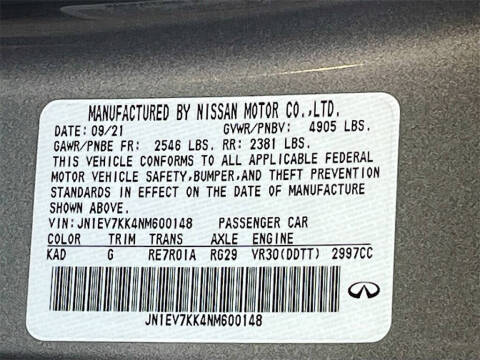 MANUFACTURED BY NISSAN MOTOR CO.,LTD.
DATE: 09/21 GVWR/PNBV: 4905 LBS.
GAWR/PNBE FR: 2546 LBS. RR: 2381 LBS.
THIS VEHICLE CONFORMS TO ALL APPLICABLE FEDERAL
MOTOR VEHICLE SAFETY,BUMPER,AND THEFT PREVENTION
STANDARDS IN EFFECT ON THE DATE OF MANUFACTURE
SHOWN ABOVE.
VIN: JN1EV7KK4NM600148 PASSENGER CAR
COLOR TRIM TRANS AXLE ENGINE
KAD G RE7R01A RG29 VR30(DDTT) 2997CC
JN1EV7KK4NM600148